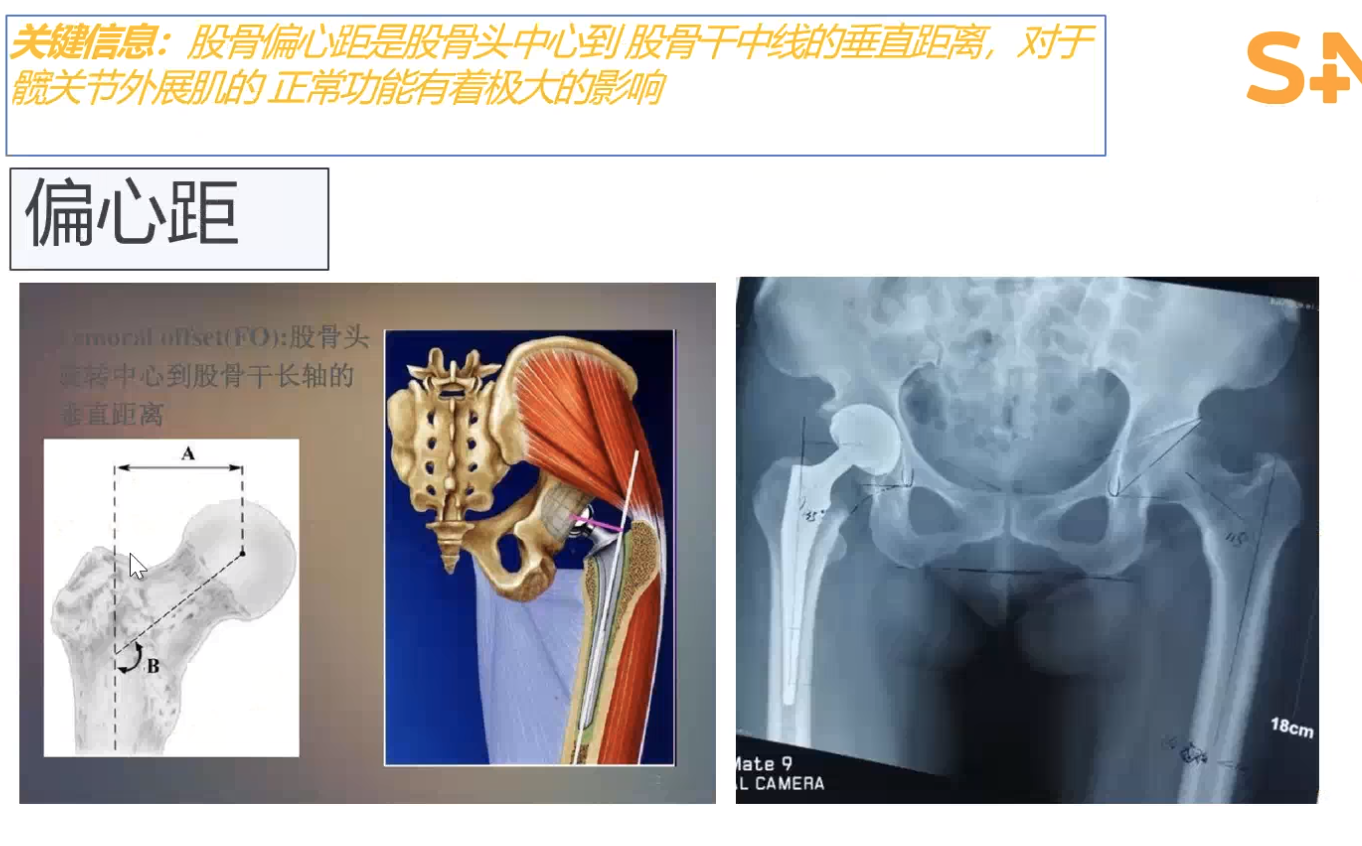 关键信息：股骨偏心距是股骨头中心到 股骨干中线的垂直距离，对于
髋关节外展肌的 正常功能有着极大的影响
S+N
偏心距
offset(FO):股骨头
旋转中心到股骨干长轴的
垂直距离
A
B
115
18cm
Mate 9
AL CAMERA